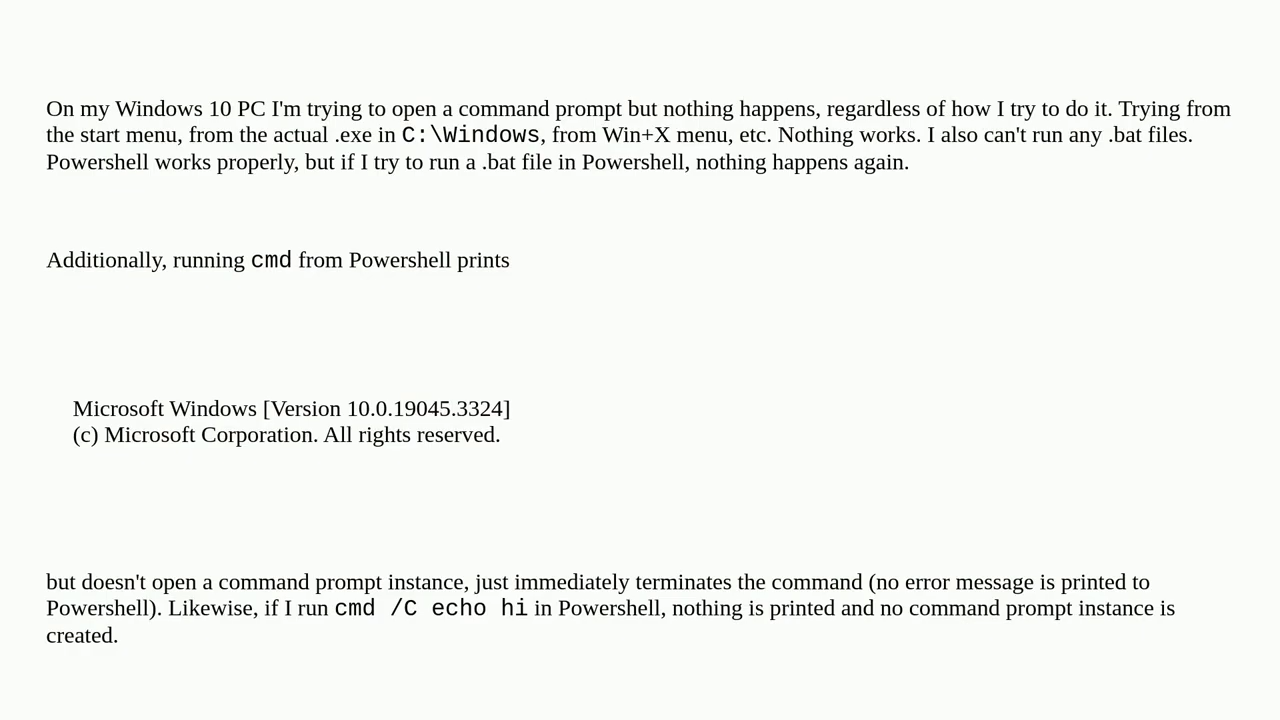 On my Windows 10 PC I'm trying to open a command prompt but nothing happens, regardless of how I try to do it. Trying from
the start menu, from the actual .exe in C:\Windows, from Win+X menu, etc. Nothing works. I also can't run any .bat files.
Powershell works properly, but if I try to run a .bat file in Powershell, nothing happens again.
Additionally, running cmd from Powershell prints
Microsoft Windows [Version 10.0.19045.3324]
(c) Microsoft Corporation. All rights reserved.
but doesn't open a command prompt instance, just immediately terminates the command (no error message is printed to
Powershell). Likewise, if I run cmd /C echo hi in Powershell, nothing is printed and no command prompt instance is
created.